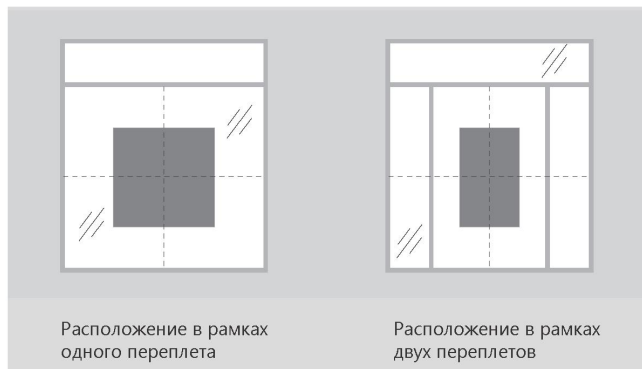 Расположение в рамках
одного переплета
Расположение в рамках
двух переплетов